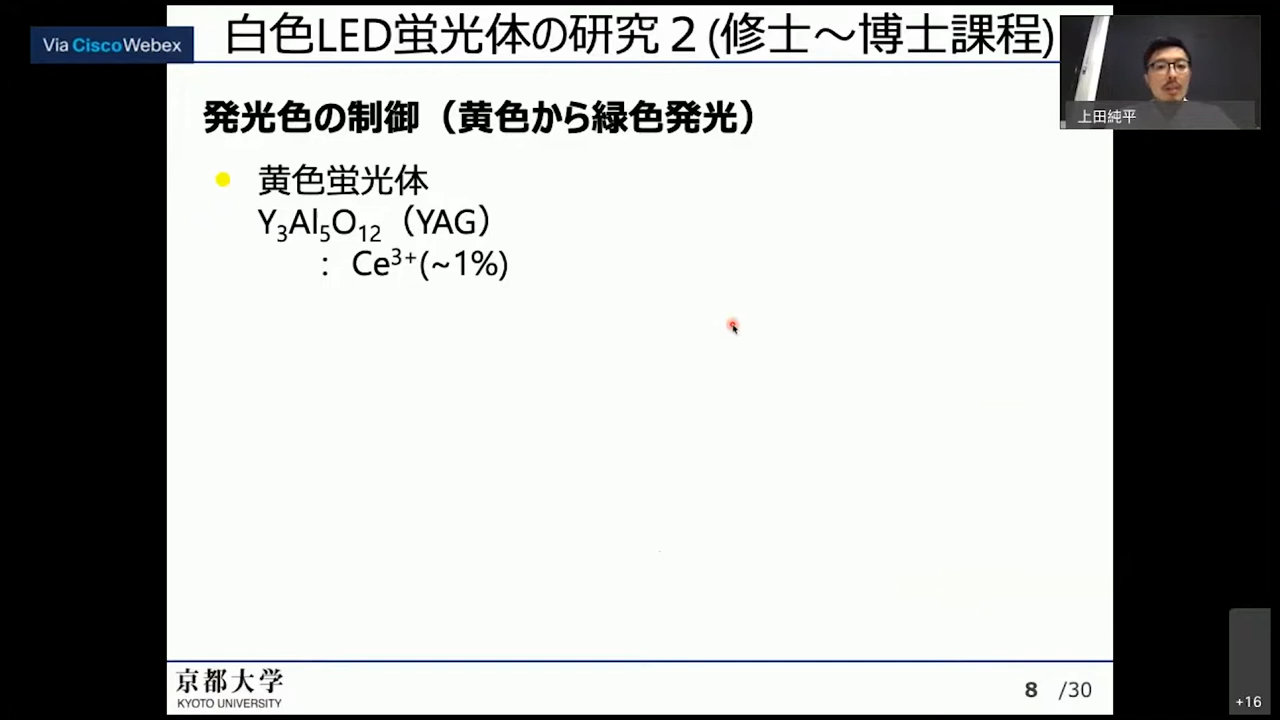 Via CiscoWebex
白色LED蛍光体の研究２(修士～博士課程)
上田純平
発光色の制御（黄色から緑色発光）
黄色蛍光体
Y₃Al₅O₁₂（YAG）
： Ce³⁺(~1%)
京都大学
KYOTO UNIVERSITY
8 /30
+16